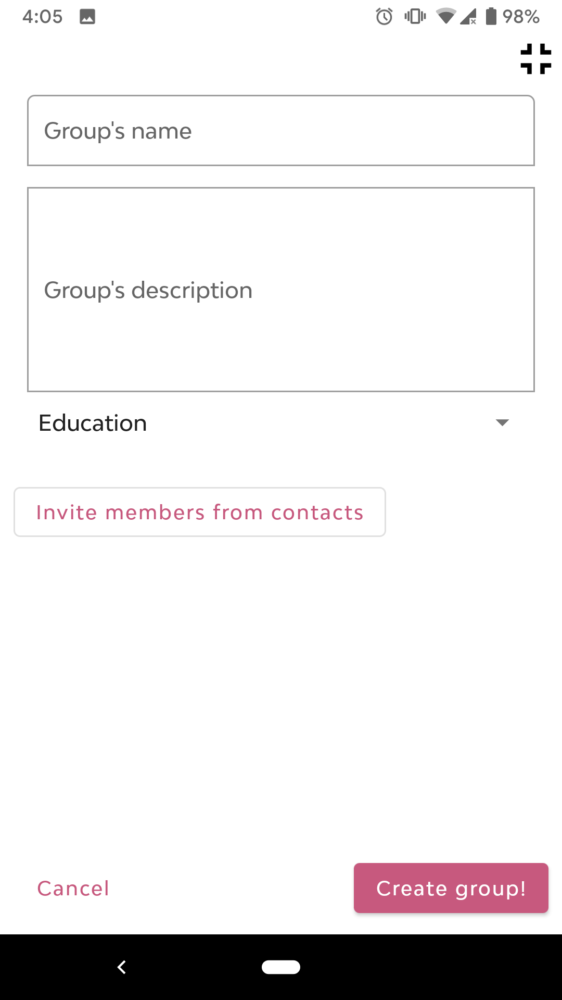 4:05 98%
Group's name
Group's description
Education
Invite members from contacts
Cancel Create group!